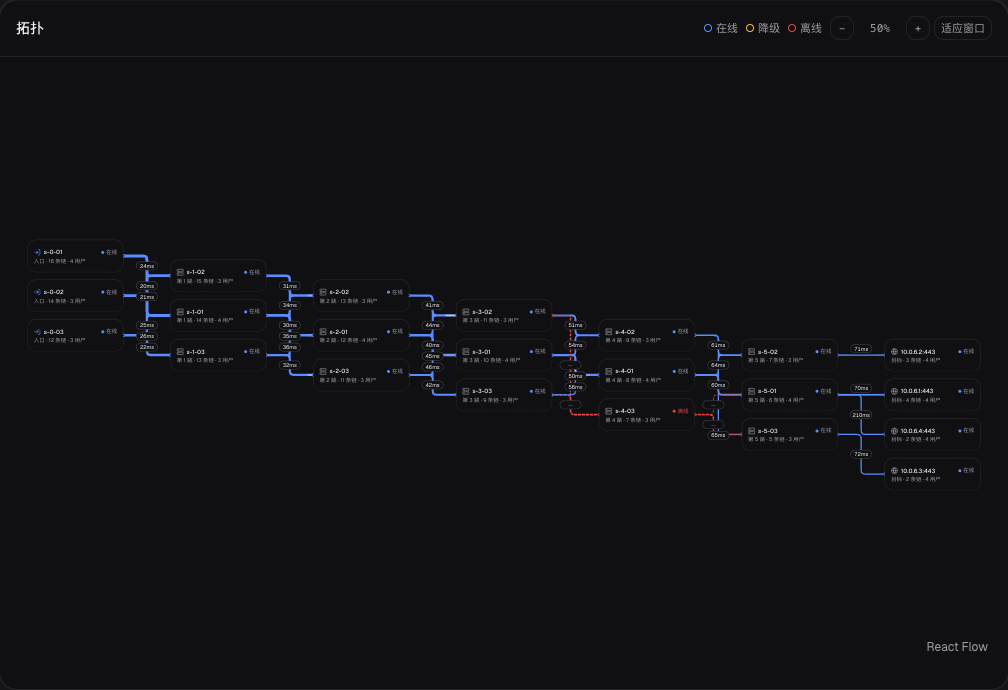 拓扑
在线 降级 离线 − 50% + 适应窗口
s-0-01 在线
入口 · 16 条链 · 4 用户
24ms
20ms
s-0-02 在线
入口 · 14 条链 · 3 用户
21ms
25ms
s-0-03 在线
入口 · 12 条链 · 3 用户
26ms
22ms
s-1-02 在线
第 1 跳 · 15 条链 · 3 用户
s-1-01 在线
第 1 跳 · 14 条链 · 4 用户
s-1-03 在线
第 1 跳 · 13 条链 · 3 用户
31ms
34ms
30ms
35ms
36ms
32ms
s-2-02 在线
第 2 跳 · 13 条链 · 3 用户
s-2-01 在线
第 2 跳 · 12 条链 · 4 用户
s-2-03 在线
第 2 跳 · 11 条链 · 3 用户
41ms
44ms
40ms
45ms
46ms
42ms
s-3-02 在线
第 3 跳 · 11 条链 · 3 用户
s-3-01 在线
第 3 跳 · 10 条链 · 4 用户
s-3-03 在线
第 3 跳 · 9 条链 · 3 用户
51ms
54ms
50ms
56ms
s-4-02 在线
第 4 跳 · 9 条链 · 3 用户
s-4-01 在线
第 4 跳 · 8 条链 · 4 用户
s-4-03 离线
第 4 跳 · 7 条链 · 3 用户
61ms
64ms
60ms
65ms
s-5-02 在线
第 5 跳 · 7 条链 · 3 用户
s-5-01 在线
第 5 跳 · 6 条链 · 4 用户
s-5-03 在线
第 5 跳 · 5 条链 · 3 用户
71ms
70ms
210ms
72ms
10.0.6.2:443 在线
目标 · 3 条链 · 4 用户
10.0.6.1:443 在线
目标 · 4 条链 · 4 用户
10.0.6.4:443 在线
目标 · 2 条链 · 4 用户
10.0.6.3:443 在线
目标 · 2 条链 · 4 用户
React Flow